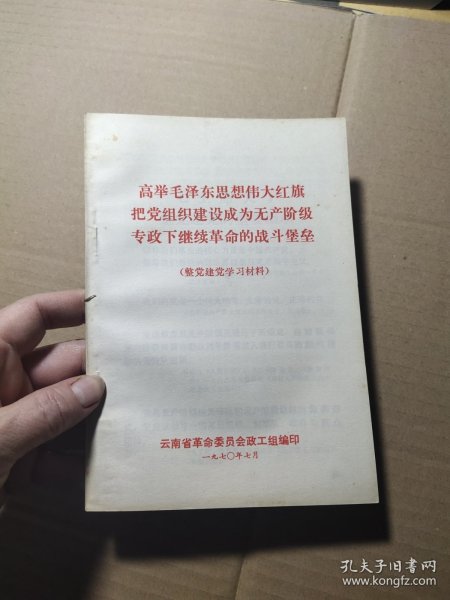 高举毛泽东思想伟大红旗
把党组织建设成为无产阶级
专政下继续革命的战斗堡垒
(整党建党学习材料)
云南省革命委员会政工组编印
一九七〇年七月
孔夫子旧书网
www.kongfz.com